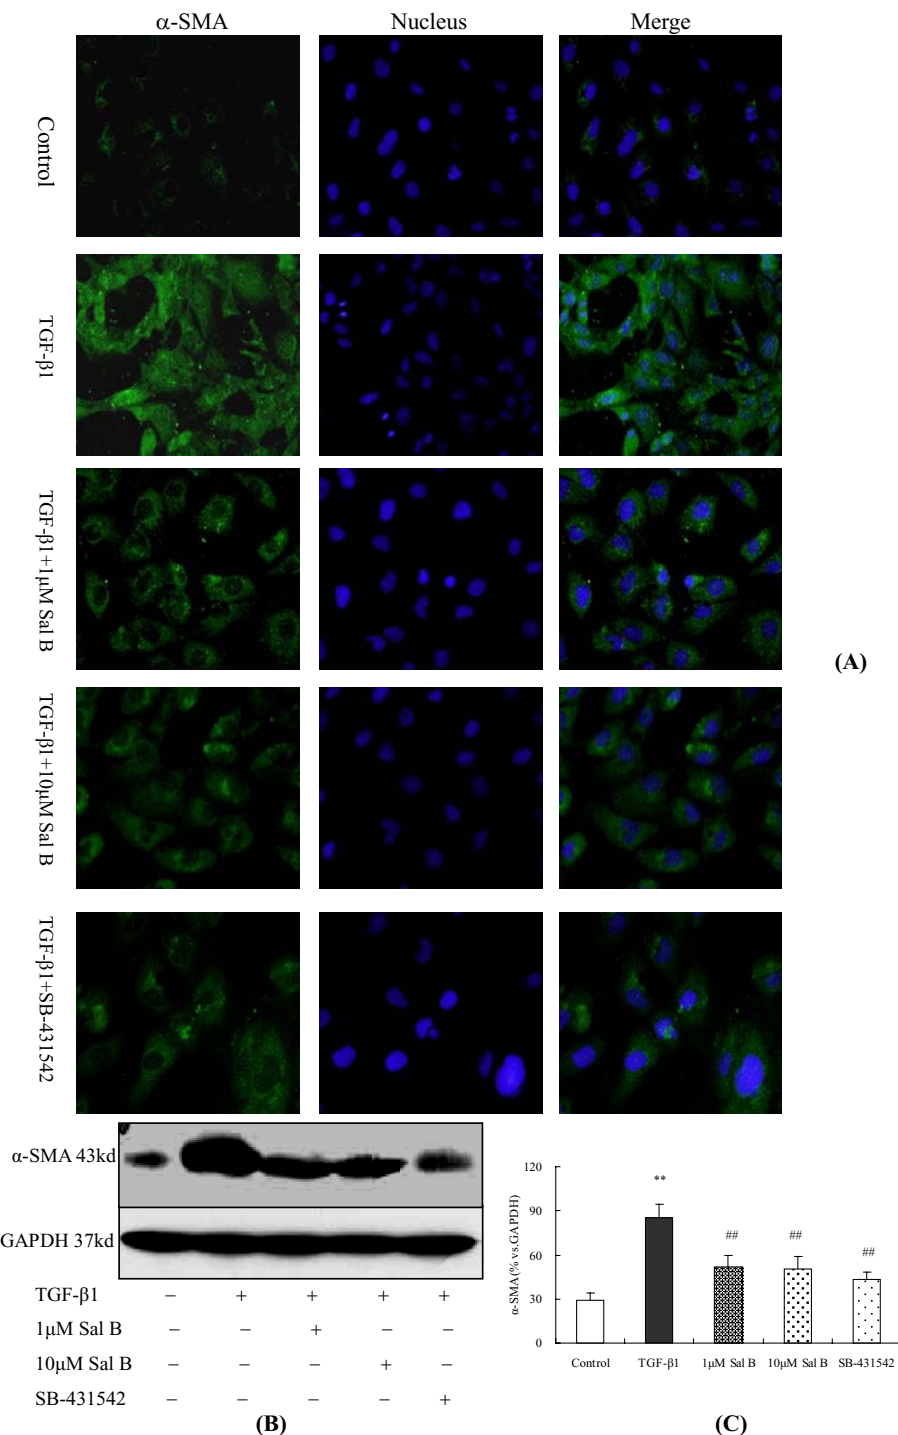 α-SMA Nucleus Merge
Control
TGF-β1
TGF-β1+1μM Sal B
(A)
TGF-β1+10μM Sal B
TGF-β1+SB-431542
α-SMA 43kd
GAPDH 37kd
TGF-β1 − + + + +
1μM Sal B − − + − −
10μM Sal B − − − + −
SB-431542 − − − − +
(B)
α-SMA (% vs.GAPDH)
120
90
60
30
0
**
##
##
##
Control TGF-β1 1μM Sal B 10μM Sal B SB-431542
(C)